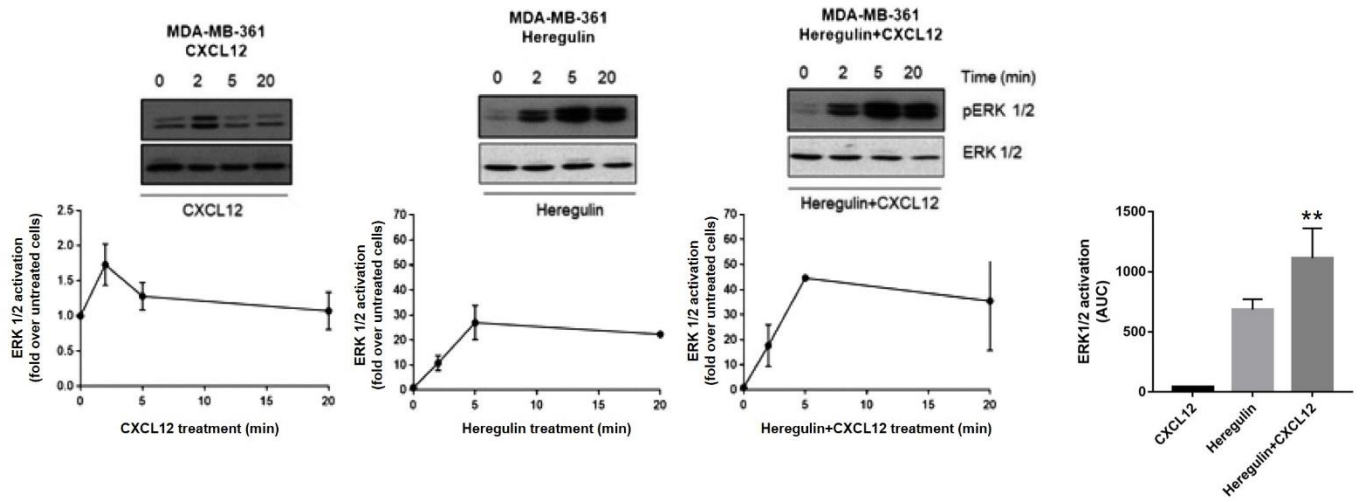 MDA-MB-361
CXCL12
0 2 5 20
CXCL12
ERK 1/2 activation
(fold over untreated cells)
2.5
2.0
1.5
1.0
0.5
0.0
0 5 10 15 20
CXCL12 treatment (min)
MDA-MB-361
Heregulin
0 2 5 20
Heregulin
ERK 1/2 activation
(fold over untreated cells)
70
60
50
40
30
20
10
0
0 5 10 15 20
Heregulin treatment (min)
MDA-MB-361
Heregulin+CXCL12
0 2 5 20 Time (min)
pERK 1/2
ERK 1/2
Heregulin+CXCL12
ERK 1/2 activation
(fold over untreated cells)
70
60
50
40
30
20
10
0
0 5 10 15 20
Heregulin+CXCL12 treatment (min)
ERK1/2 activation
(AUC)
1500
1000
500
0
**
CXCL12
Heregulin
Heregulin+CXCL12